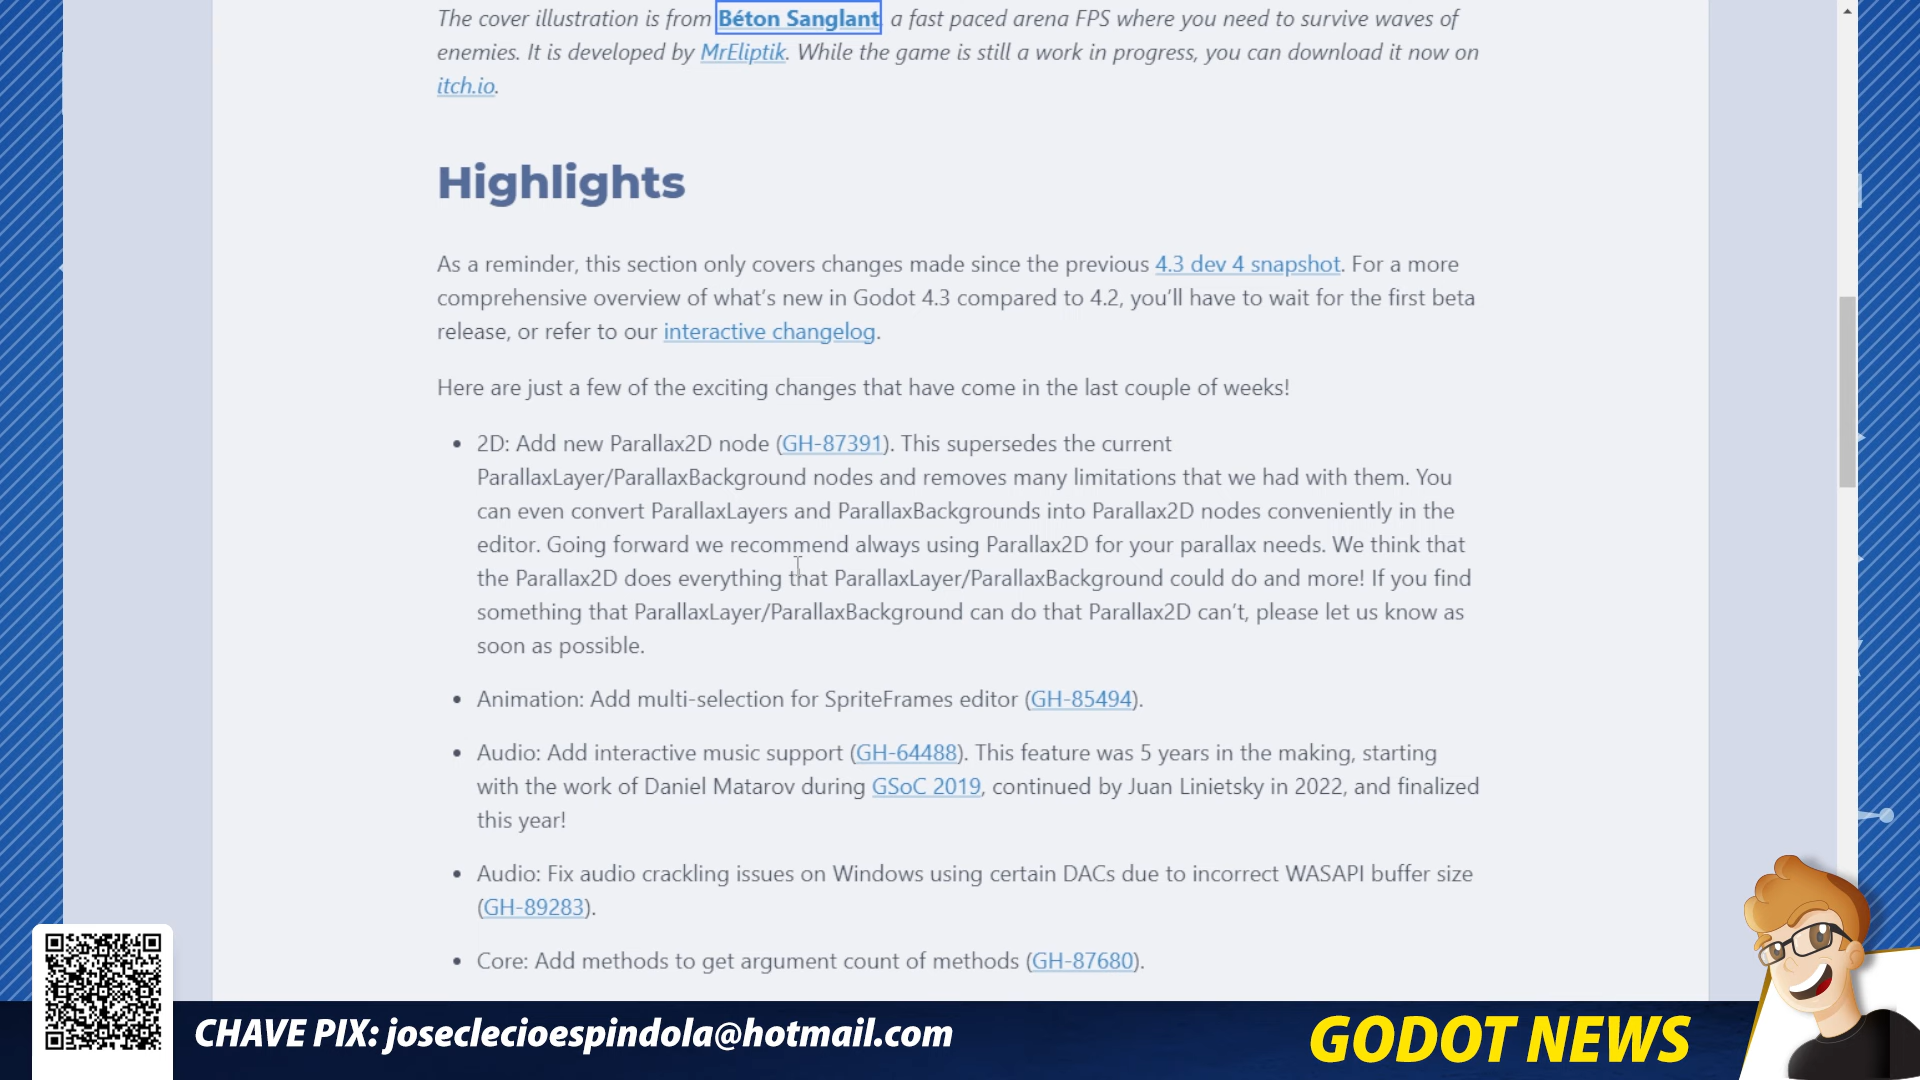 The cover illustration is from Béton Sanglant, a fast paced arena FPS where you need to survive waves of
enemies. It is developed by MrEliptik. While the game is still a work in progress, you can download it now on
itch.io.
Highlights
As a reminder, this section only covers changes made since the previous 4.3 dev 4 snapshot. For a more
comprehensive overview of what’s new in Godot 4.3 compared to 4.2, you’ll have to wait for the first beta
release, or refer to our interactive changelog.
Here are just a few of the exciting changes that have come in the last couple of weeks!
• 2D: Add new Parallax2D node (GH-87391). This supersedes the current
ParallaxLayer/ParallaxBackground nodes and removes many limitations that we had with them. You
can even convert ParallaxLayers and ParallaxBackgrounds into Parallax2D nodes conveniently in the
editor. Going forward we recommend always using Parallax2D for your parallax needs. We think that
the Parallax2D does everything that ParallaxLayer/ParallaxBackground could do and more! If you find
something that ParallaxLayer/ParallaxBackground can do that Parallax2D can’t, please let us know as
soon as possible.
• Animation: Add multi-selection for SpriteFrames editor (GH-85494).
• Audio: Add interactive music support (GH-64488). This feature was 5 years in the making, starting
with the work of Daniel Matarov during GSoC 2019, continued by Juan Linietsky in 2022, and finalized
this year!
• Audio: Fix audio crackling issues on Windows using certain DACs due to incorrect WASAPI buffer size
(GH-89283).
• Core: Add methods to get argument count of methods (GH-87680).
CHAVE PIX: joseclecioespindola@hotmail.com
GODOT NEWS